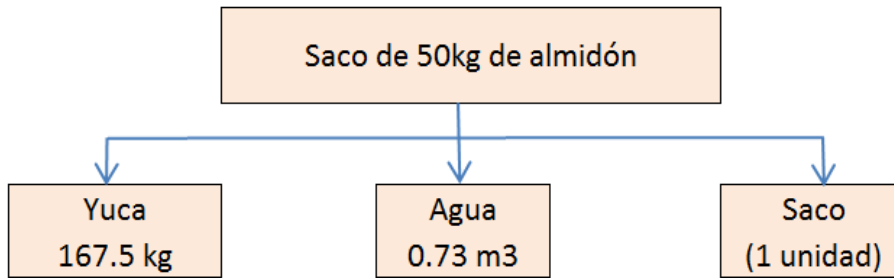 Saco de 50kg de almidón
Yuca
167.5 kg
Agua
0.73 m3
Saco
(1 unidad)